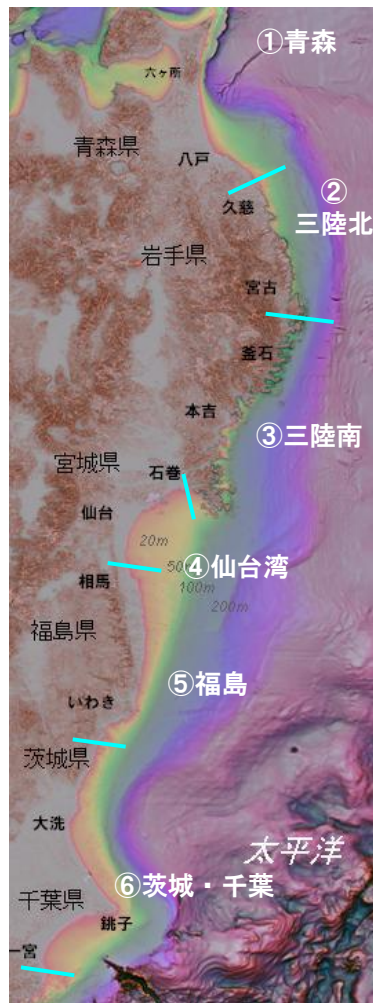 ①青森
六ヶ所
青森県
八戸
②
三陸北
久慈
岩手県
宮古
釜石
本吉
③三陸南
宮城県
石巻
仙台
20m
④仙台湾
50
相馬
100m
200m
福島県
⑤福島
いわき
茨城県
大洗
太平洋
⑥茨城・千葉
千葉県
銚子
一宮